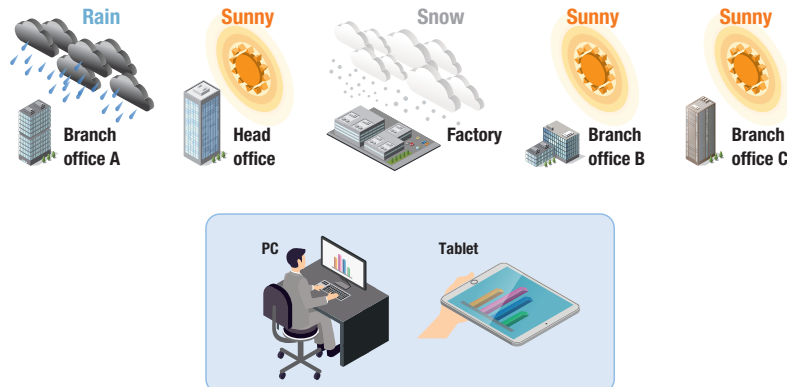 Rain
Sunny
Snow
Sunny
Sunny
Branch
office A
Head
office
Factory
Branch
office B
Branch
office C
PC
Tablet